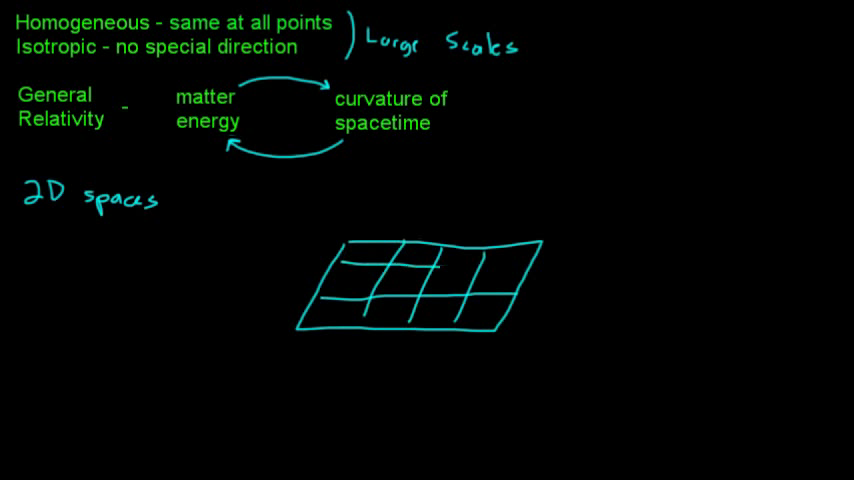 Homogeneous - same at all points
Isotropic - no special direction
Large Scales
General
Relativity -
matter
energy
curvature of
spacetime
2D spaces